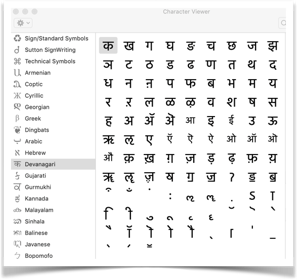 Character Viewer
Sign/Standard Symbols
Sutton SignWriting
Technical Symbols
Armenian
Coptic
Cyrillic
Georgian
Greek
Dingbats
Arabic
Hebrew
Devanagari
Gujarati
Gurmukhi
Kannada
Malayalam
Sinhala
Balinese
Javanese
Bopomofo
क ख ग घ ङ च छ ज झ
ञ ट ठ ड ढ ण त थ द
ध न ऩ प फ ब भ म य
र ऱ ल ळ ऴ व श ष स
ह अ ॲ ऄ आ इ ई उ ऊ
ऋ ऌ ए ऍ ऎ ऐ ओ ऑ ऒ
औ क़ ख़ ग़ ज़ ड़ ढ़ फ़ य़